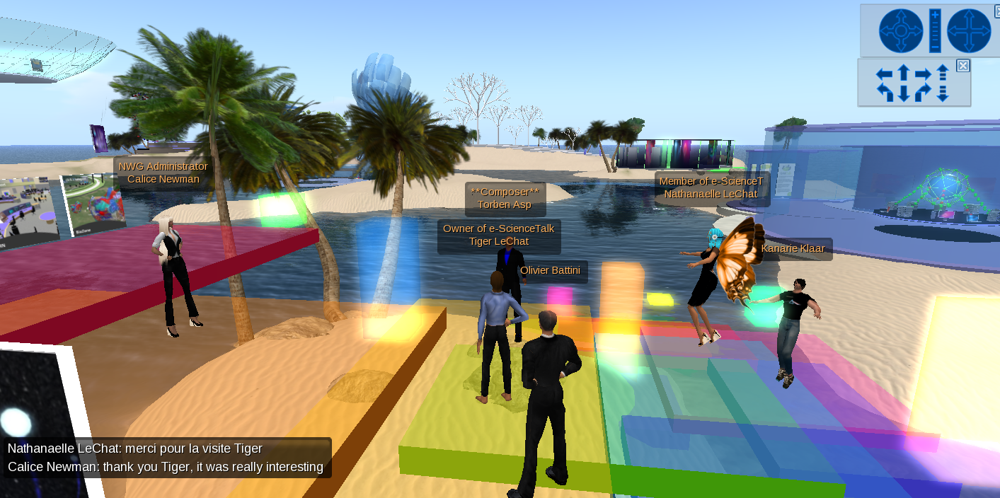 NWG Administrator
Calice Newman
**Composer**
Torben Asp
Member of e-ScienceT
Nathanaelle LeChat
Owner of e-ScienceTalk
Tiger LeChat
Kanarie Klaar
Olivier Battini
Nathanaelle LeChat: merci pour la visite Tiger
Calice Newman: thank you Tiger, it was really interesting